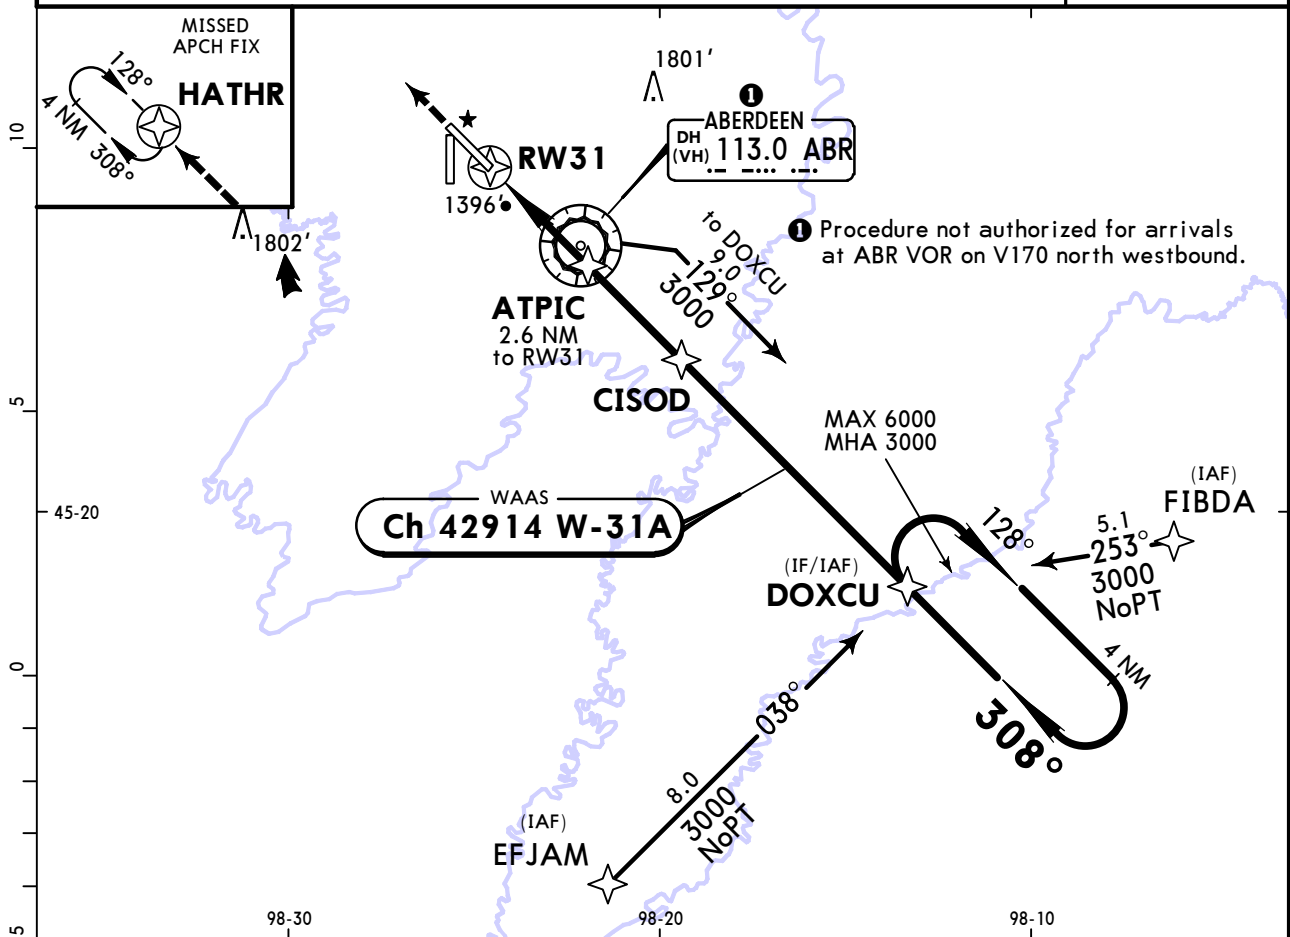 MISSED
APCH FIX
128°
HATHR
4 NM
308°
1802'
1801'
❶
ABERDEEN
DH
(VH)
113.0 ABR
RW31
1396'
❶ Procedure not authorized for arrivals
at ABR VOR on V170 north westbound.
to DOXCU
9.0
129°
3000
ATPIC
2.6 NM
to RW31
CISOD
MAX 6000
MHA 3000
WAAS
Ch 42914 W-31A
(IAF)
FIBDA
5.1
253°
3000
NoPT
128°
(IF/IAF)
DOXCU
4 NM
308°
038°
8.0
3000
NoPT
(IAF)
EFJAM
10
5
45-20
0
5
98-30
98-20
98-10